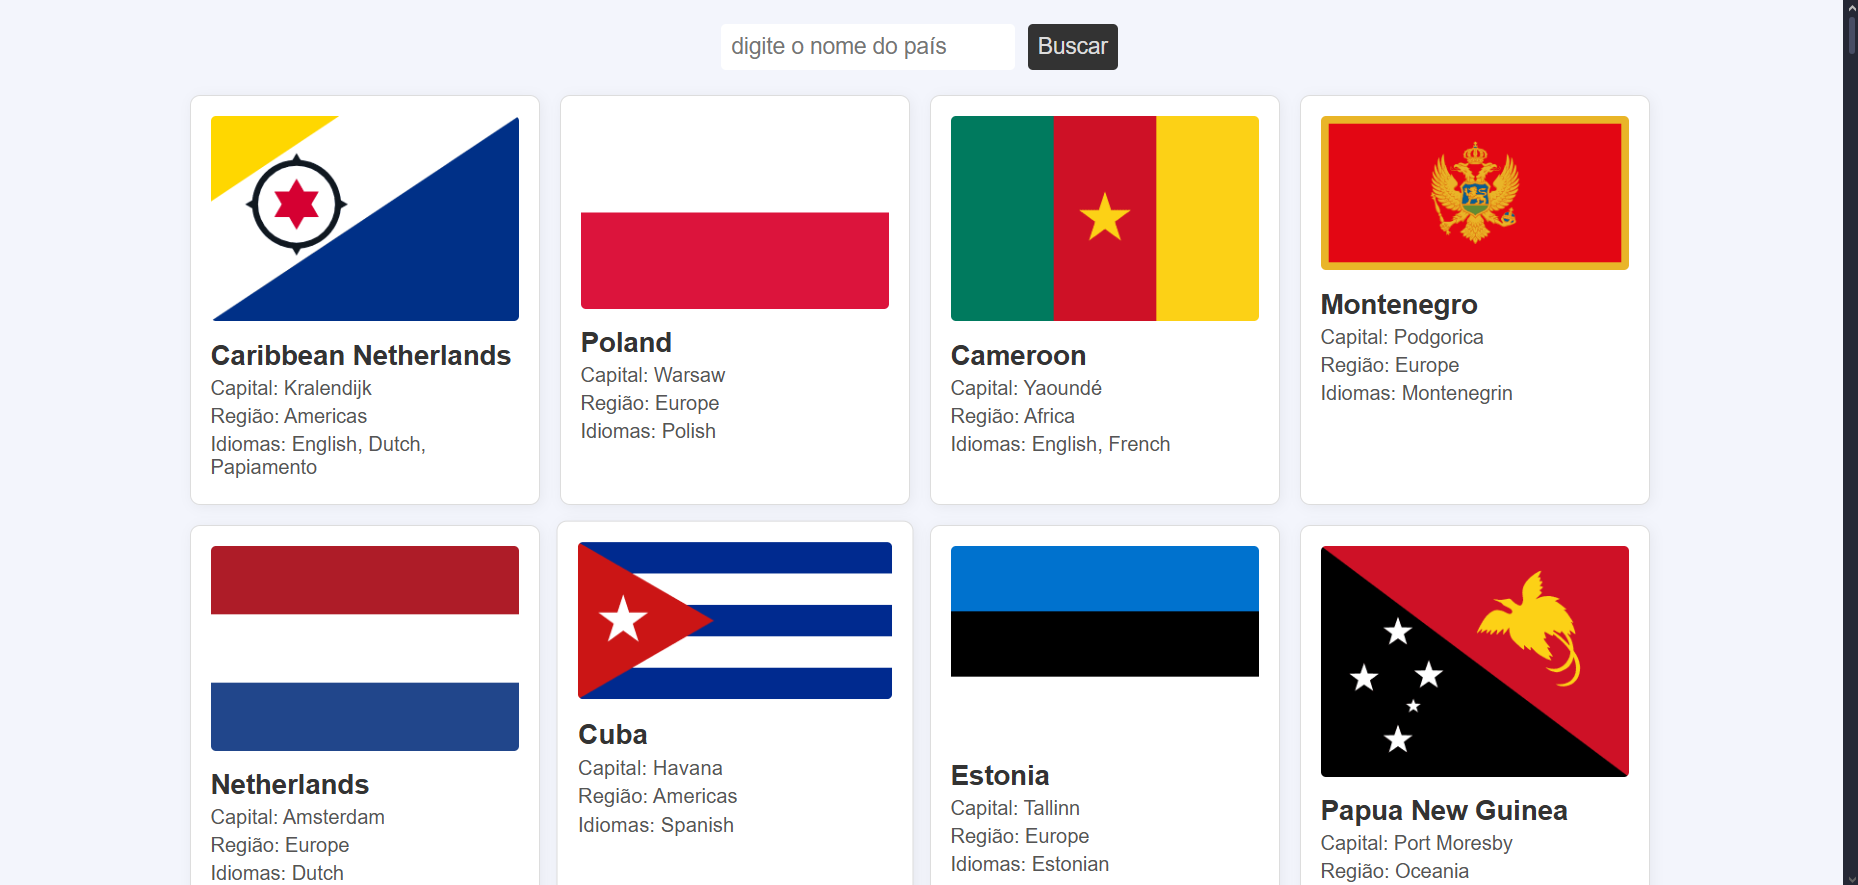 digite o nome do país
Buscar
Caribbean Netherlands
Capital: Kralendijk
Região: Americas
Idiomas: English, Dutch,
Papiamento
Poland
Capital: Warsaw
Região: Europe
Idiomas: Polish
Cameroon
Capital: Yaoundé
Região: Africa
Idiomas: English, French
Montenegro
Capital: Podgorica
Região: Europe
Idiomas: Montenegrin
Netherlands
Capital: Amsterdam
Região: Europe
Idiomas: Dutch
Cuba
Capital: Havana
Região: Americas
Idiomas: Spanish
Estonia
Capital: Tallinn
Região: Europe
Idiomas: Estonian
Papua New Guinea
Capital: Port Moresby
Região: Oceania